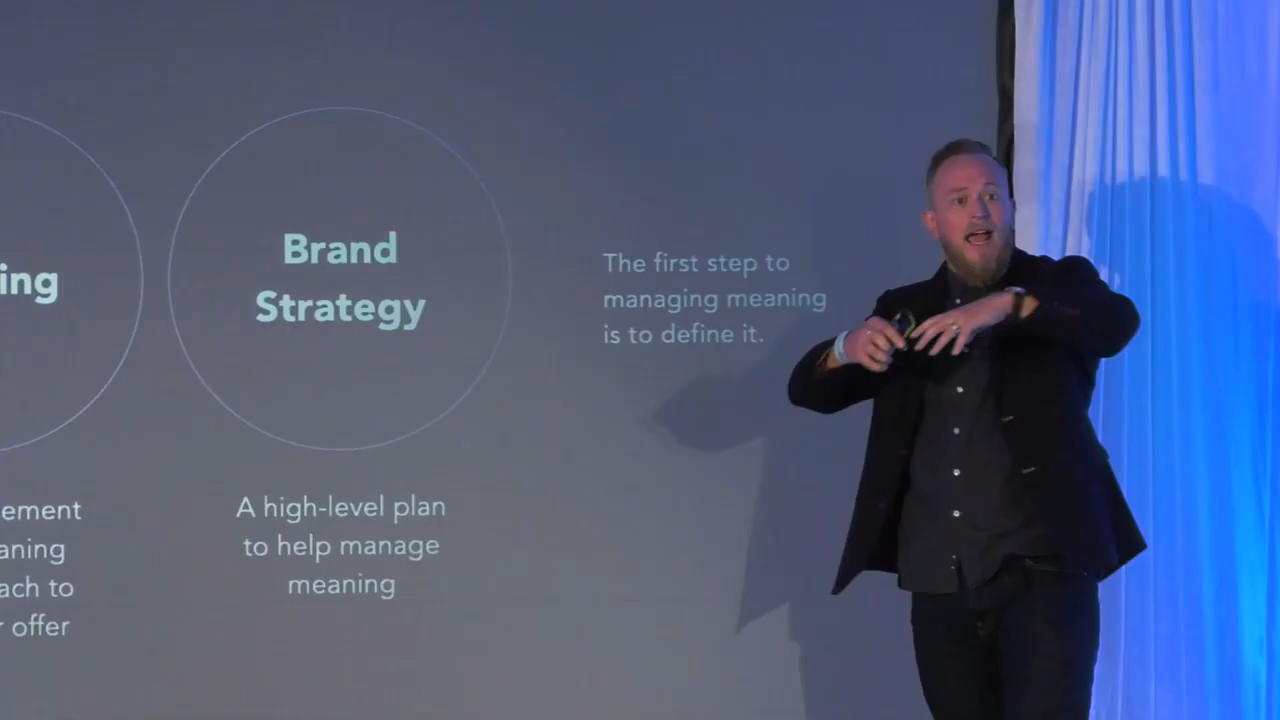 ing
Brand
Strategy
The first step to
managing meaning
is to define it.
ement
aning
ach to
r offer
A high-level plan
to help manage
meaning